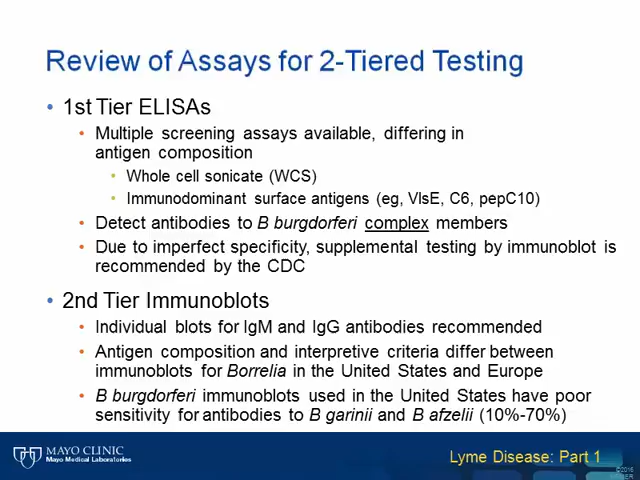 Review of Assays for 2-Tiered Testing
• 1st Tier ELISAs
• Multiple screening assays available, differing in
antigen composition
• Whole cell sonicate (WCS)
• Immunodominant surface antigens (eg, VlsE, C6, pepC10)
• Detect antibodies to B burgdorferi complex members
• Due to imperfect specificity, supplemental testing by immunoblot is
recommended by the CDC
• 2nd Tier Immunoblots
• Individual blots for IgM and IgG antibodies recommended
• Antigen composition and interpretive criteria differ between
immunoblots for Borrelia in the United States and Europe
• B burgdorferi immunoblots used in the United States have poor
sensitivity for antibodies to B garinii and B afzelii (10%-70%)
MAYO CLINIC
Mayo Medical Laboratories
Lyme Disease: Part 1